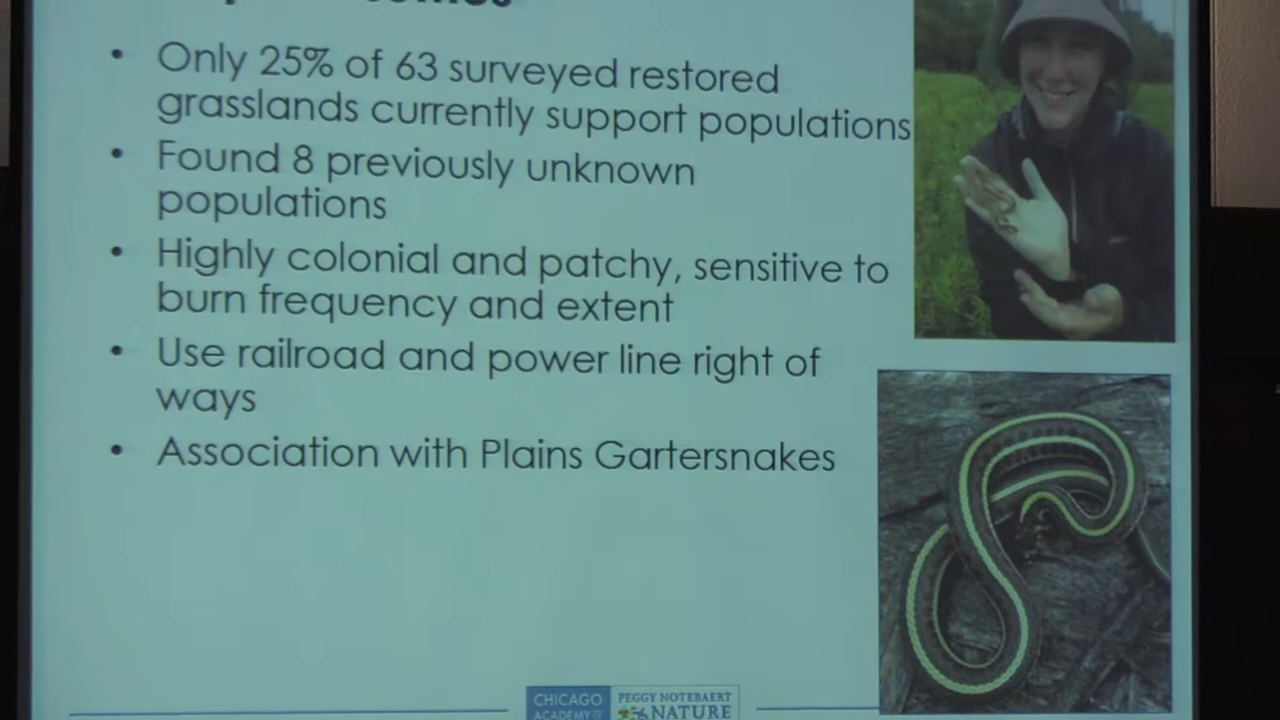 • Only 25% of 63 surveyed restored
grasslands currently support populations
• Found 8 previously unknown
populations
• Highly colonial and patchy, sensitive to
burn frequency and extent
• Use railroad and power line right of
ways
• Association with Plains Gartersnakes
CHICAGO
ACADEMY
PEGGY NOTEBAERT
NATURE